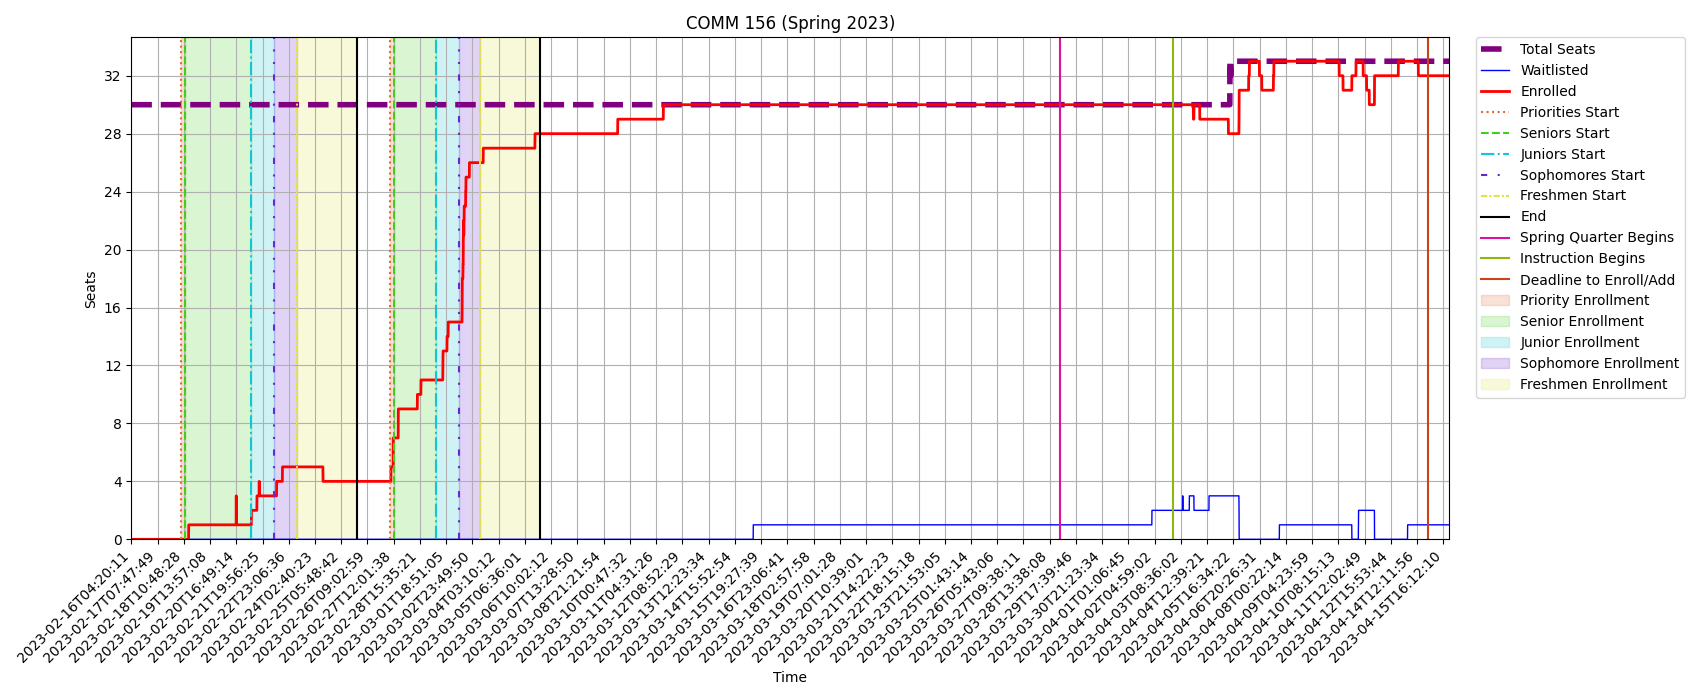 COMM 156 (Spring 2023)
Seats
32
28
24
20
16
12
8
4
0
2023-02-16T04:20:11
2023-02-17T07:47:49
2023-02-18T10:48:28
2023-02-19T13:57:08
2023-02-20T16:49:14
2023-02-21T19:56:23
2023-02-22T23:06:36
2023-02-24T02:40:23
2023-02-25T05:48:42
2023-02-26T09:02:59
2023-02-27T12:01:38
2023-02-28T15:35:21
2023-03-01T18:51:05
2023-03-02T23:49:50
2023-03-04T03:10:12
2023-03-05T06:36:01
2023-03-06T10:02:12
2023-03-07T13:28:50
2023-03-08T21:21:54
2023-03-10T00:47:32
2023-03-11T04:31:26
2023-03-12T08:52:29
2023-03-13T12:23:34
2023-03-14T15:52:54
2023-03-15T19:27:39
2023-03-16T23:06:41
2023-03-18T02:57:58
2023-03-19T07:01:28
2023-03-20T10:39:01
2023-03-21T14:22:23
2023-03-22T18:15:18
2023-03-23T21:53:05
2023-03-25T01:43:14
2023-03-26T05:43:06
2023-03-27T09:38:11
2023-03-28T13:38:08
2023-03-29T17:39:46
2023-03-30T21:23:34
2023-04-01T01:06:45
2023-04-02T04:59:02
2023-04-03T08:36:02
2023-04-04T12:39:21
2023-04-05T16:34:22
2023-04-06T20:26:31
2023-04-08T00:22:14
2023-04-09T04:23:59
2023-04-10T08:15:13
2023-04-11T12:02:49
2023-04-12T15:53:44
2023-04-14T12:11:56
2023-04-15T16:12:10
Time
Total Seats
Waitlisted
Enrolled
Priorities Start
Seniors Start
Juniors Start
Sophomores Start
Freshmen Start
End
Spring Quarter Begins
Instruction Begins
Deadline to Enroll/Add
Priority Enrollment
Senior Enrollment
Junior Enrollment
Sophomore Enrollment
Freshmen Enrollment